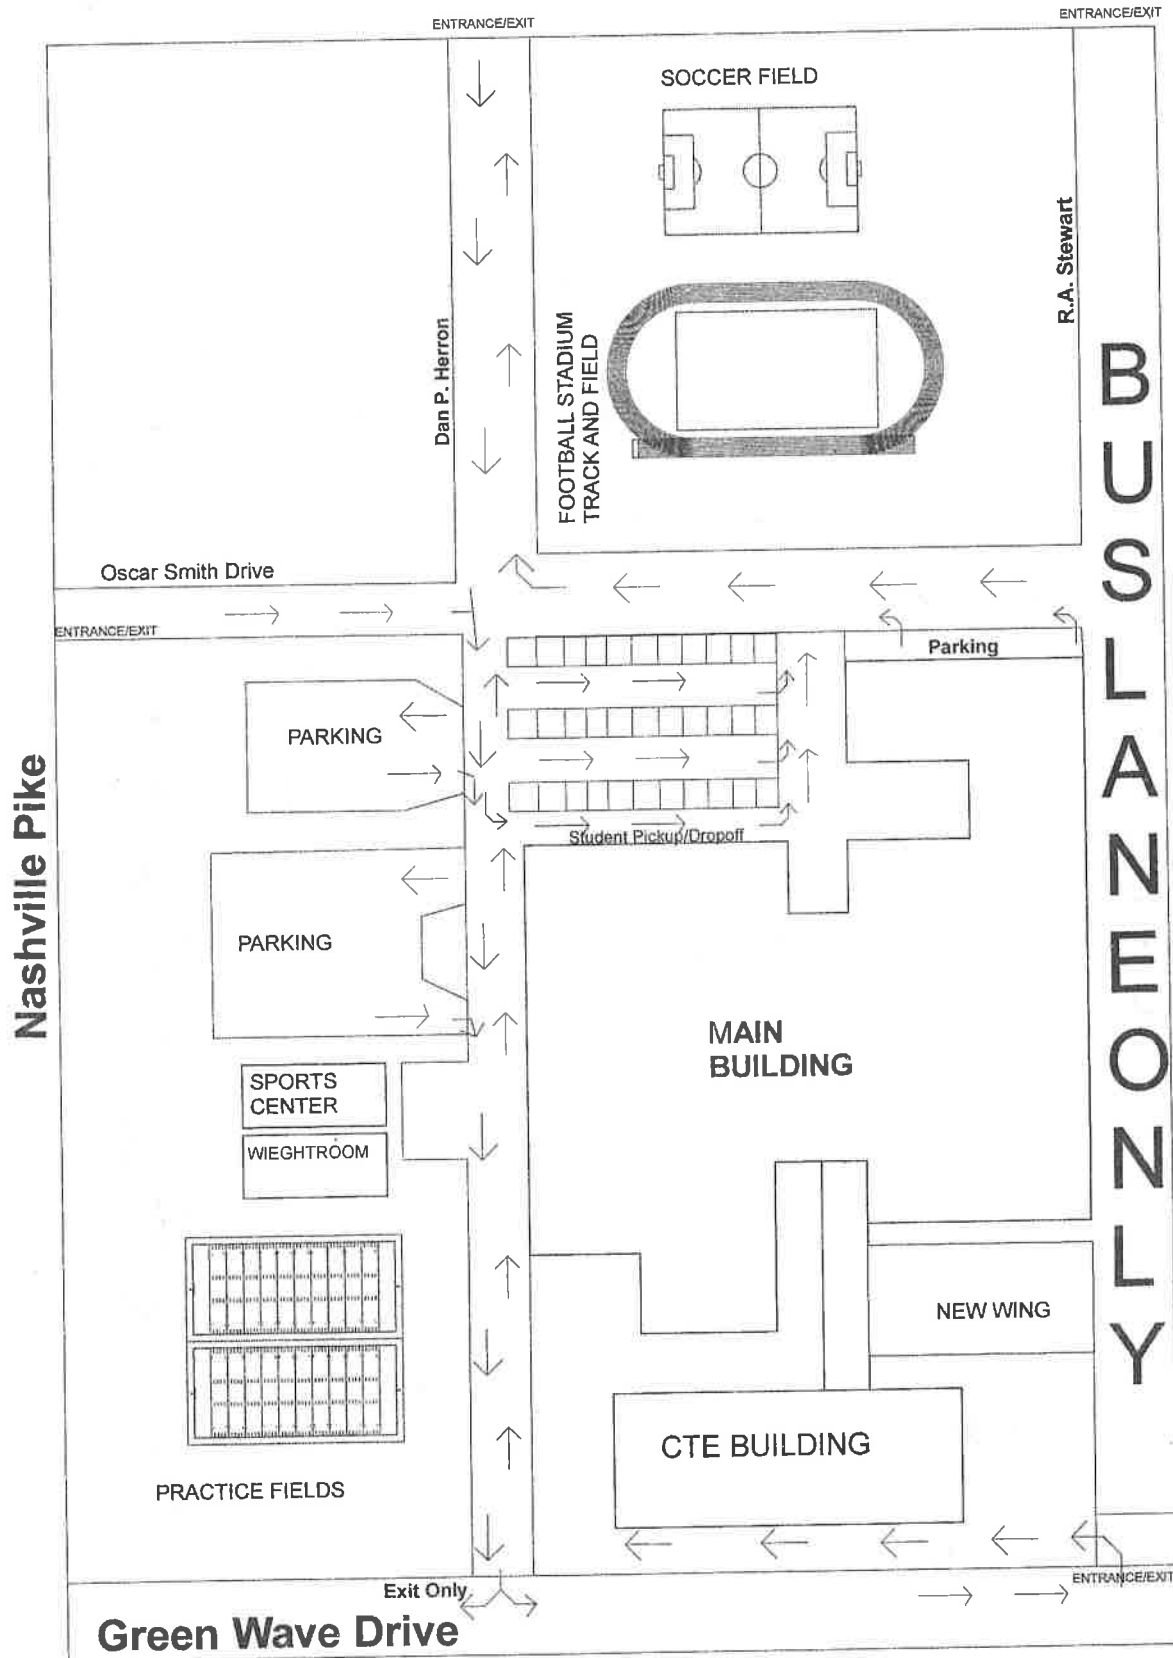 ENTRANCE/EXIT
ENTRANCE/EXIT
SOCCER FIELD
R.A. Stewart
Dan P. Herron
FOOTBALL STADIUM
TRACK AND FIELD
BUS LANE ONLY
Oscar Smith Drive
ENTRANCE/EXIT
Parking
PARKING
Student Pickup/Dropoff
Nashville Pike
PARKING
MAIN
BUILDING
SPORTS
CENTER
WIEGHTROOM
NEW WING
CTE BUILDING
PRACTICE FIELDS
Exit Only
ENTRANCE/EXIT
Green Wave Drive